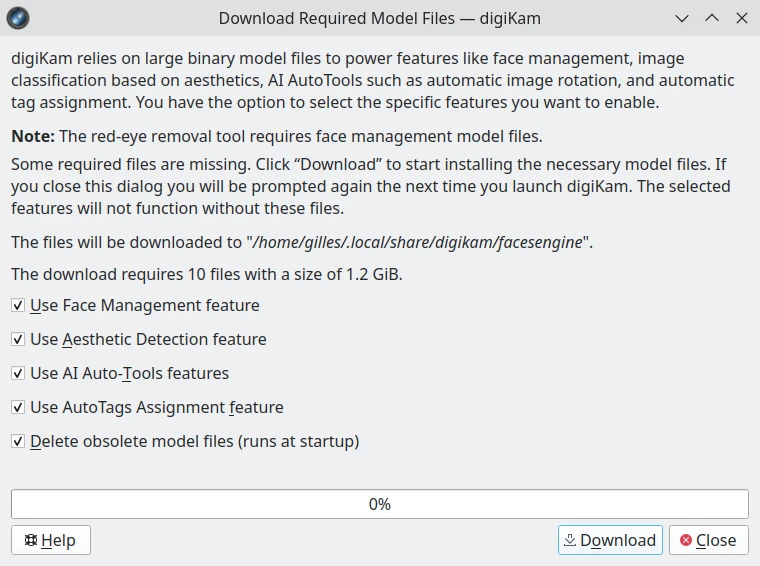 Download Required Model Files — digiKam
digiKam relies on large binary model files to power features like face management, image
classification based on aesthetics, AI AutoTools such as automatic image rotation, and automatic
tag assignment. You have the option to select the specific features you want to enable.
Note: The red-eye removal tool requires face management model files.
Some required files are missing. Click “Download” to start installing the necessary model files. If
you close this dialog you will be prompted again the next time you launch digiKam. The selected
features will not function without these files.
The files will be downloaded to "/home/gilles/.local/share/digikam/facesengine".
The download requires 10 files with a size of 1.2 GiB.
Use Face Management feature
Use Aesthetic Detection feature
Use AI Auto-Tools features
Use AutoTags Assignment feature
Delete obsolete model files (runs at startup)
0%
Help
Download
Close